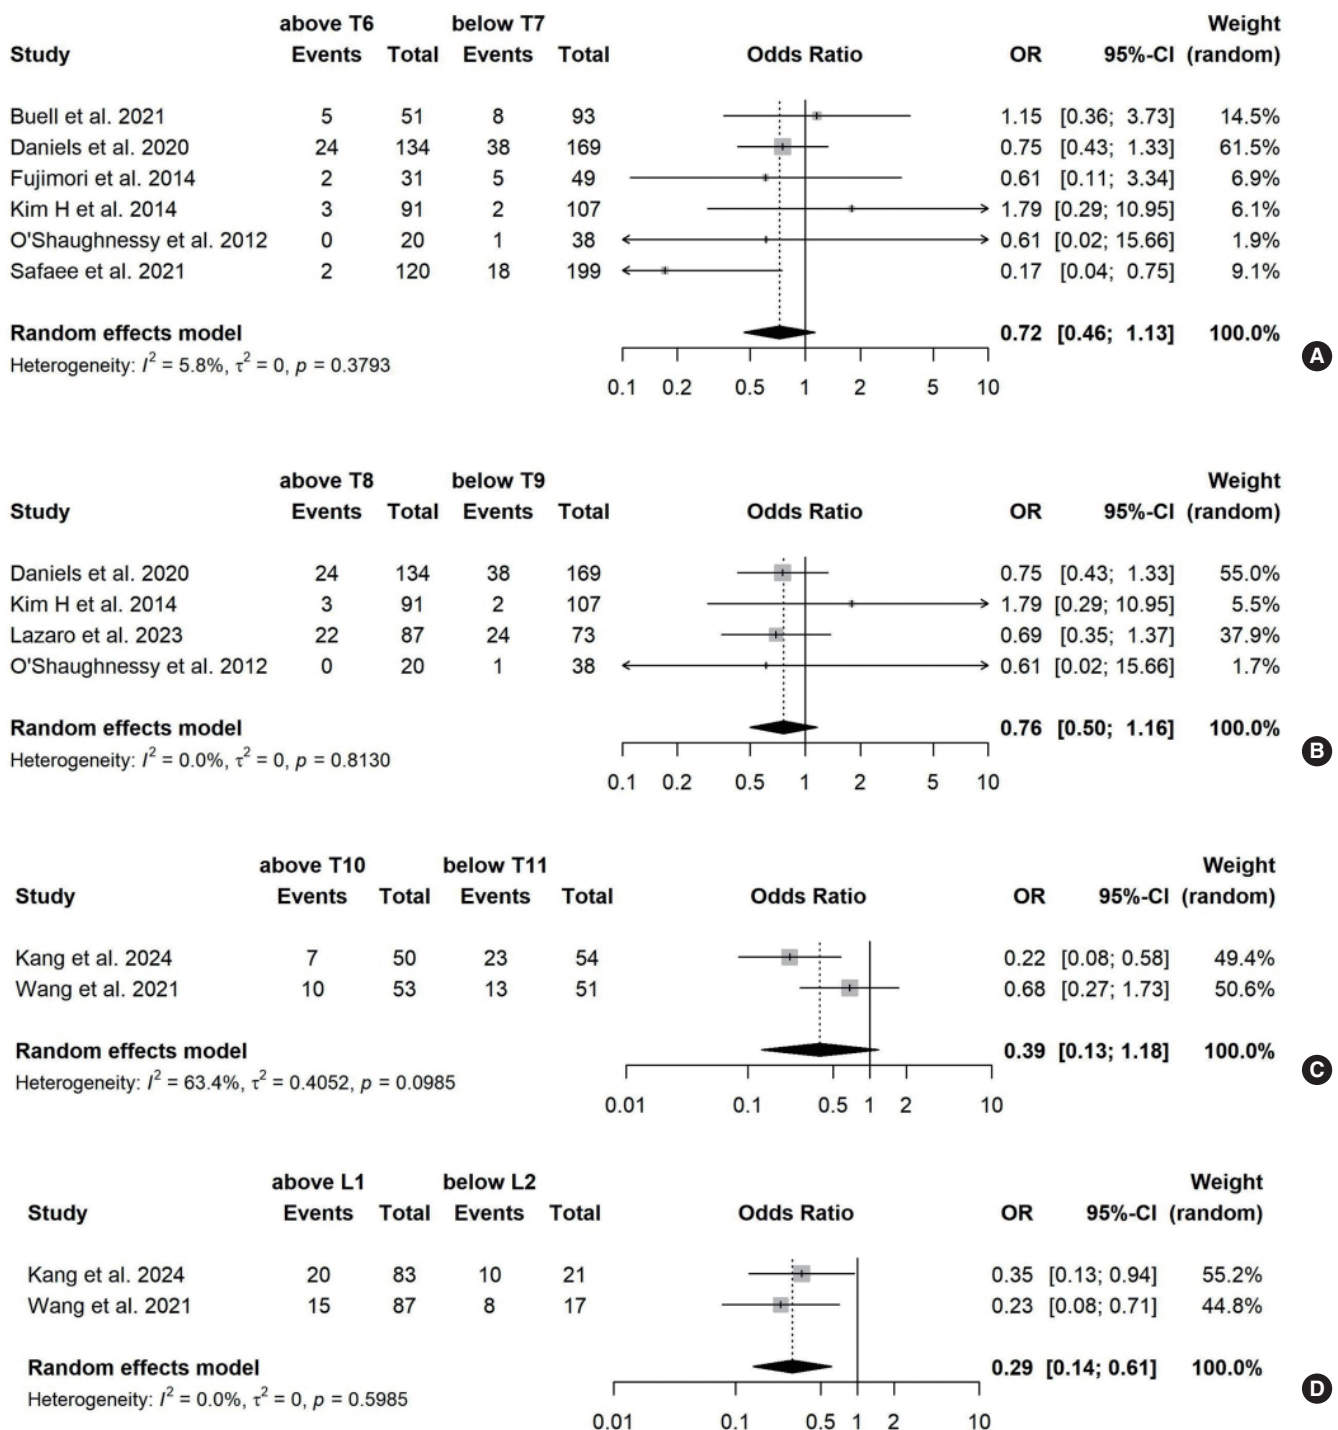 above T6 below T7 Weight
Study Events Total Events Total Odds Ratio OR 95%-CI (random)
Buell et al. 2021 5 51 8 93 1.15 [0.36; 3.73] 14.5%
Daniels et al. 2020 24 134 38 169 0.75 [0.43; 1.33] 61.5%
Fujimori et al. 2014 2 31 5 49 0.61 [0.11; 3.34] 6.9%
Kim H et al. 2014 3 91 2 107 1.79 [0.29; 10.95] 6.1%
O'Shaughnessy et al. 2012 0 20 1 38 0.61 [0.02; 15.66] 1.9%
Safaee et al. 2021 2 120 18 199 0.17 [0.04; 0.75] 9.1%
Random effects model 0.72 [0.46; 1.13] 100.0%
Heterogeneity: I² = 5.8%, τ² = 0, p = 0.3793
A
0.1 0.2 0.5 1 2 5 10
above T8 below T9 Weight
Study Events Total Events Total Odds Ratio OR 95%-CI (random)
Daniels et al. 2020 24 134 38 169 0.75 [0.43; 1.33] 55.0%
Kim H et al. 2014 3 91 2 107 1.79 [0.29; 10.95] 5.5%
Lazaro et al. 2023 22 87 24 73 0.69 [0.35; 1.37] 37.9%
O'Shaughnessy et al. 2012 0 20 1 38 0.61 [0.02; 15.66] 1.7%
Random effects model 0.76 [0.50; 1.16] 100.0%
Heterogeneity: I² = 0.0%, τ² = 0, p = 0.8130
B
0.1 0.2 0.5 1 2 5 10
above T10 below T11 Weight
Study Events Total Events Total Odds Ratio OR 95%-CI (random)
Kang et al. 2024 7 50 23 54 0.22 [0.08; 0.58] 49.4%
Wang et al. 2021 10 53 13 51 0.68 [0.27; 1.73] 50.6%
Random effects model 0.39 [0.13; 1.18] 100.0%
Heterogeneity: I² = 63.4%, τ² = 0.4052, p = 0.0985
C
0.01 0.1 0.5 1 2 10
above L1 below L2 Weight
Study Events Total Events Total Odds Ratio OR 95%-CI (random)
Kang et al. 2024 20 83 10 21 0.35 [0.13; 0.94] 55.2%
Wang et al. 2021 15 87 8 17 0.23 [0.08; 0.71] 44.8%
Random effects model 0.29 [0.14; 0.61] 100.0%
Heterogeneity: I² = 0.0%, τ² = 0, p = 0.5985
D
0.01 0.1 0.5 1 2 10